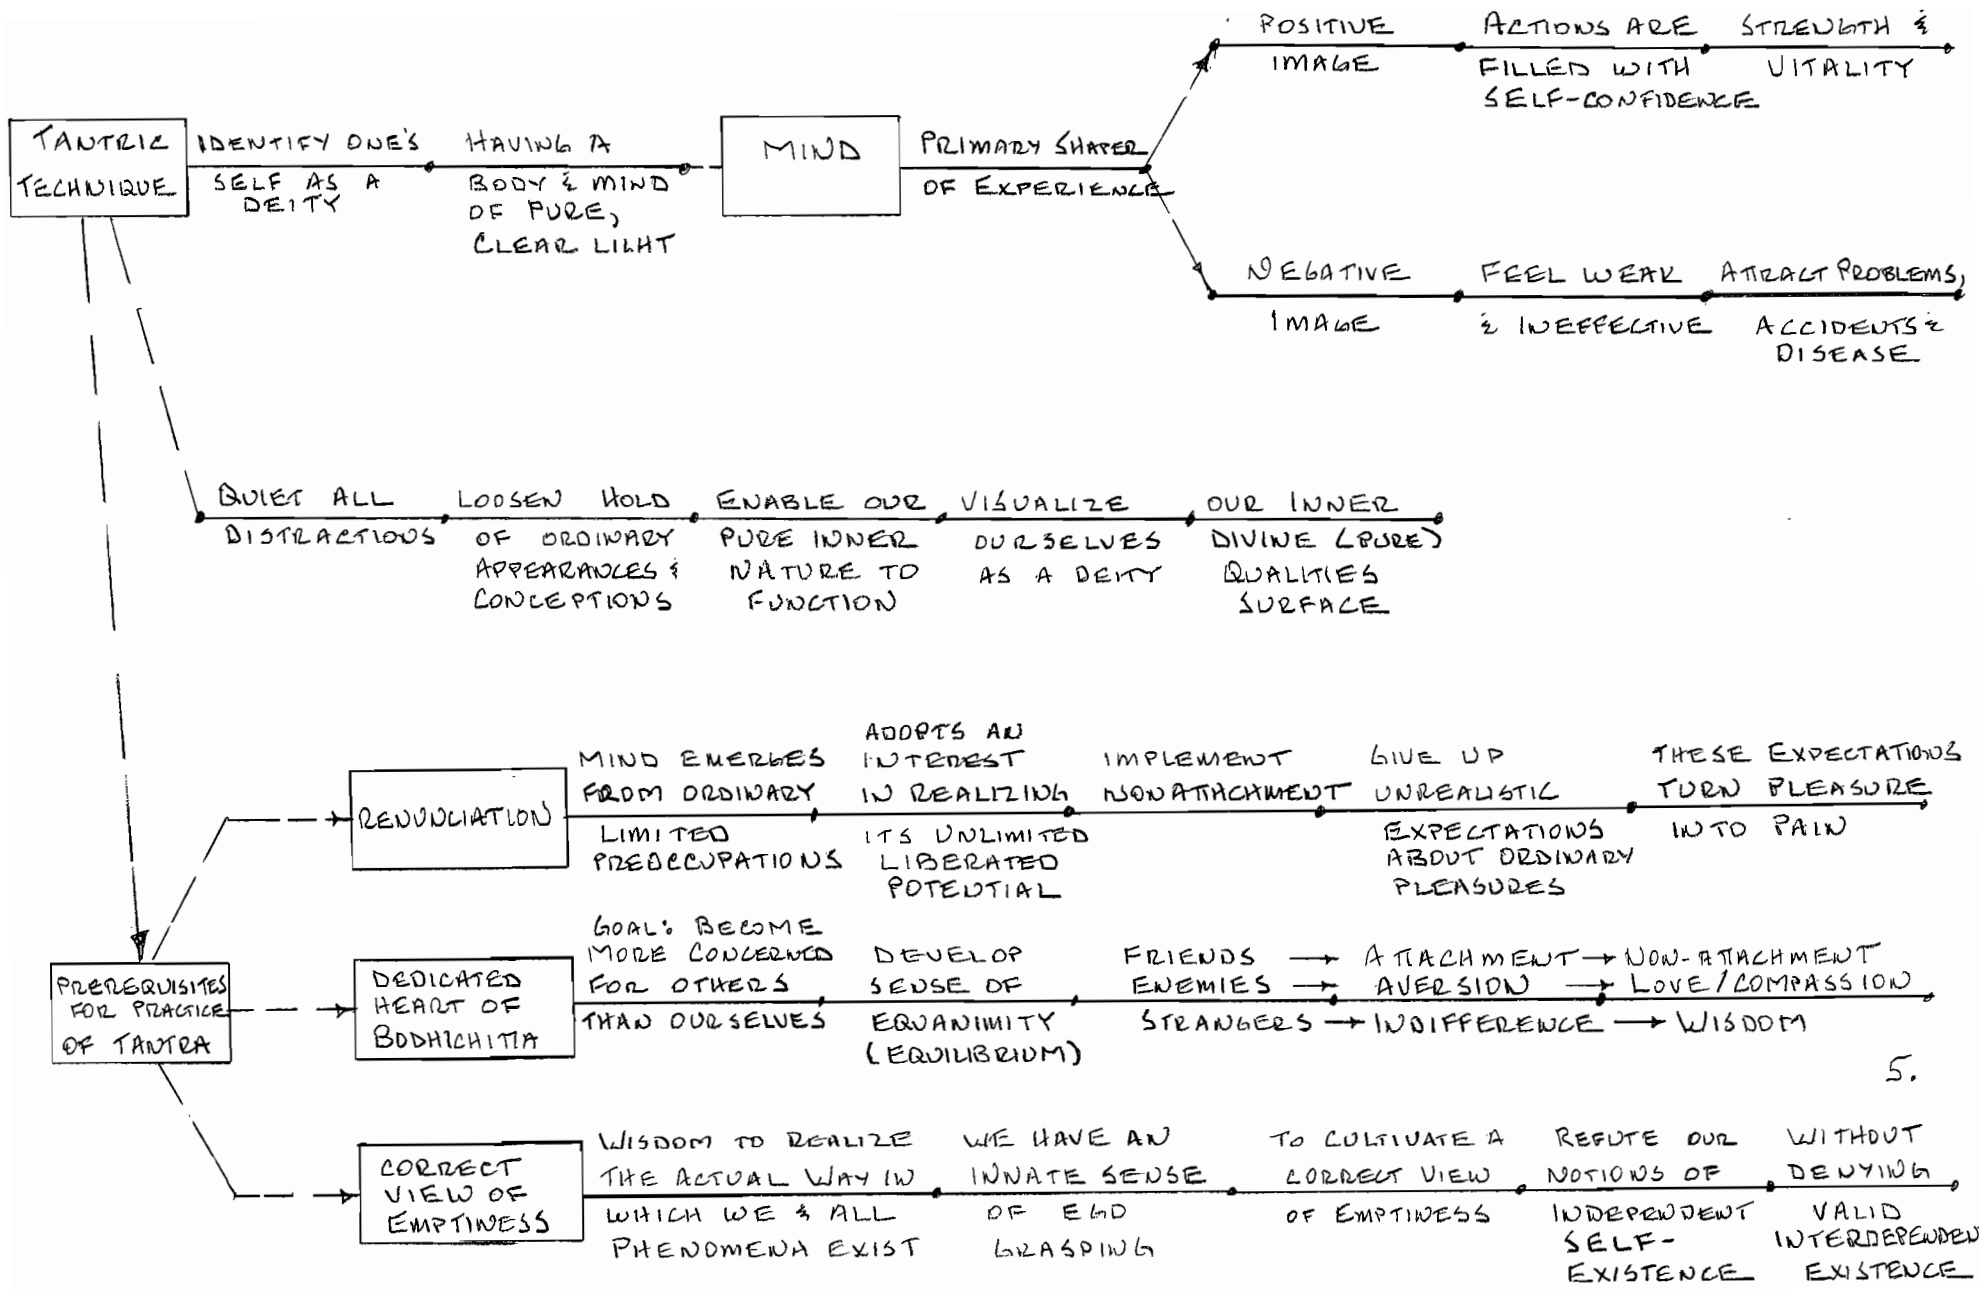 TANTRIC
TECHNIQUE
IDENTIFY ONE'S
SELF AS A
DEITY
HAVING A
BODY & MIND
OF PURE,
CLEAR LIGHT
MIND
PRIMARY SHAPER
OF EXPERIENCE
POSITIVE
IMAGE
ACTIONS ARE
FILLED WITH
SELF-CONFIDENCE
STRENGTH &
VITALITY
NEGATIVE
IMAGE
FEEL WEAK
& INEFFECTIVE
ATTRACT PROBLEMS,
ACCIDENTS &
DISEASE
QUIET ALL
DISTRACTIONS
LOOSEN HOLD
OF ORDINARY
APPEARANCES &
CONCEPTIONS
ENABLE OUR
PURE INNER
NATURE TO
FUNCTION
VISUALIZE
OURSELVES
AS A DEITY
OUR INNER
DIVINE (PURE)
QUALITIES
SURFACE
PREREQUISITES
FOR PRACTICE
OF TANTRA
RENUNCIATION
MIND EMERGES
FROM ORDINARY
LIMITED
PREOCCUPATIONS
ADOPTS AN
INTEREST
IN REALIZING
ITS UNLIMITED
LIBERATED
POTENTIAL
IMPLEMENT
NONATTACHMENT
GIVE UP
UNREALISTIC
EXPECTATIONS
ABOUT ORDINARY
PLEASURES
THESE EXPECTATIONS
TURN PLEASURE
INTO PAIN
DEDICATED
HEART OF
BODHICHITTA
GOAL: BECOME
MORE CONCERNED
FOR OTHERS
THAN OURSELVES
DEVELOP
SENSE OF
EQUANIMITY
(EQUILIBRIUM)
FRIENDS → ATTACHMENT → NON-ATTACHMENT
ENEMIES → AVERSION → LOVE/COMPASSION
STRANGERS → INDIFFERENCE → WISDOM
5.
CORRECT
VIEW OF
EMPTINESS
WISDOM TO REALIZE
THE ACTUAL WAY IN
WHICH WE & ALL
PHENOMENA EXIST
WE HAVE AN
INNATE SENSE
OF EGO
GRASPING
TO CULTIVATE A
CORRECT VIEW
OF EMPTINESS
REFUTE OUR
NOTIONS OF
INDEPENDENT
SELF-
EXISTENCE
WITHOUT
DENYING
VALID
INTERDEPENDEN
EXISTENCE